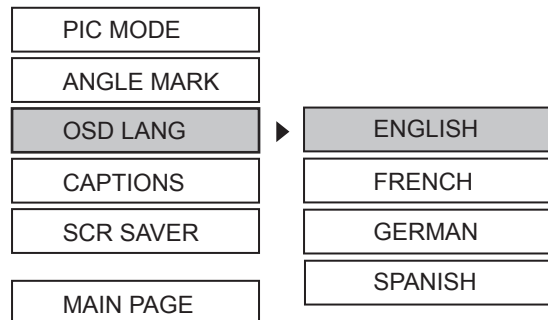 PIC MODE
ANGLE MARK
OSD LANG
CAPTIONS
SCR SAVER
MAIN PAGE
ENGLISH
FRENCH
GERMAN
SPANISH